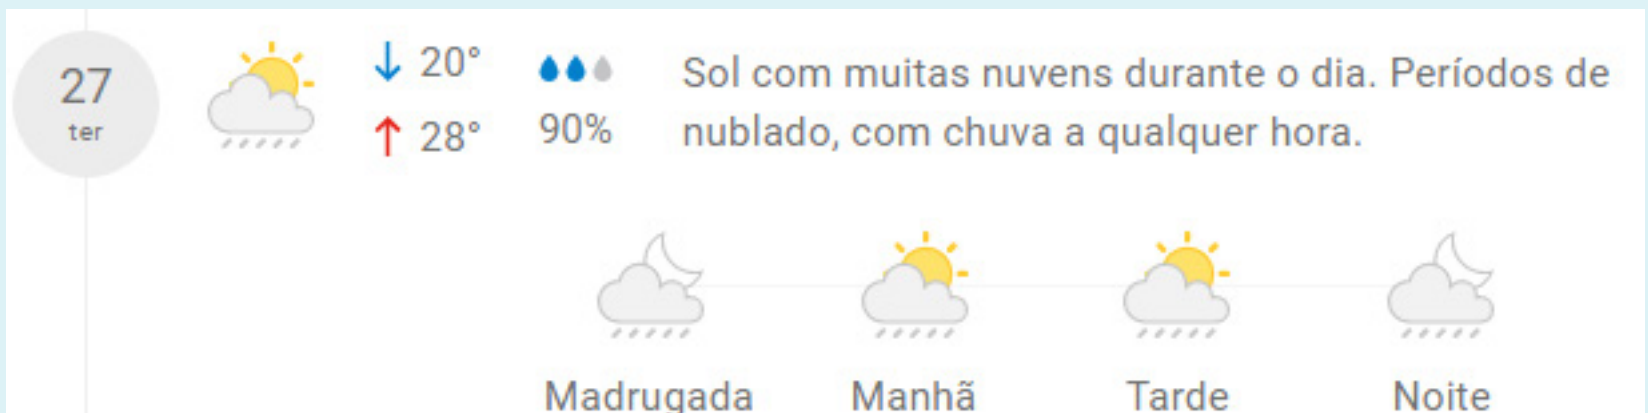 27
ter
↓ 20°
↑ 28°
90%
Sol com muitas nuvens durante o dia. Períodos de
nublado, com chuva a qualquer hora.
Madrugada
Manhã
Tarde
Noite